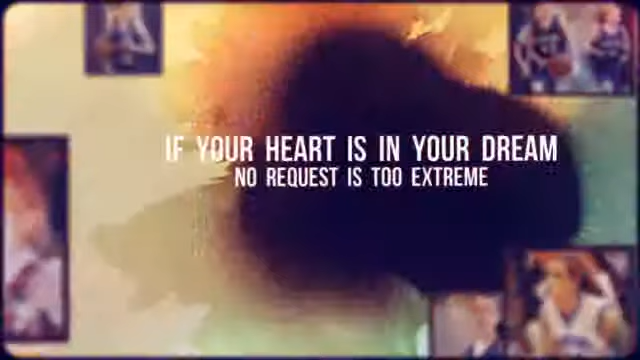 IF YOUR HEART IS IN YOUR DREAM
NO REQUEST IS TOO EXTREME